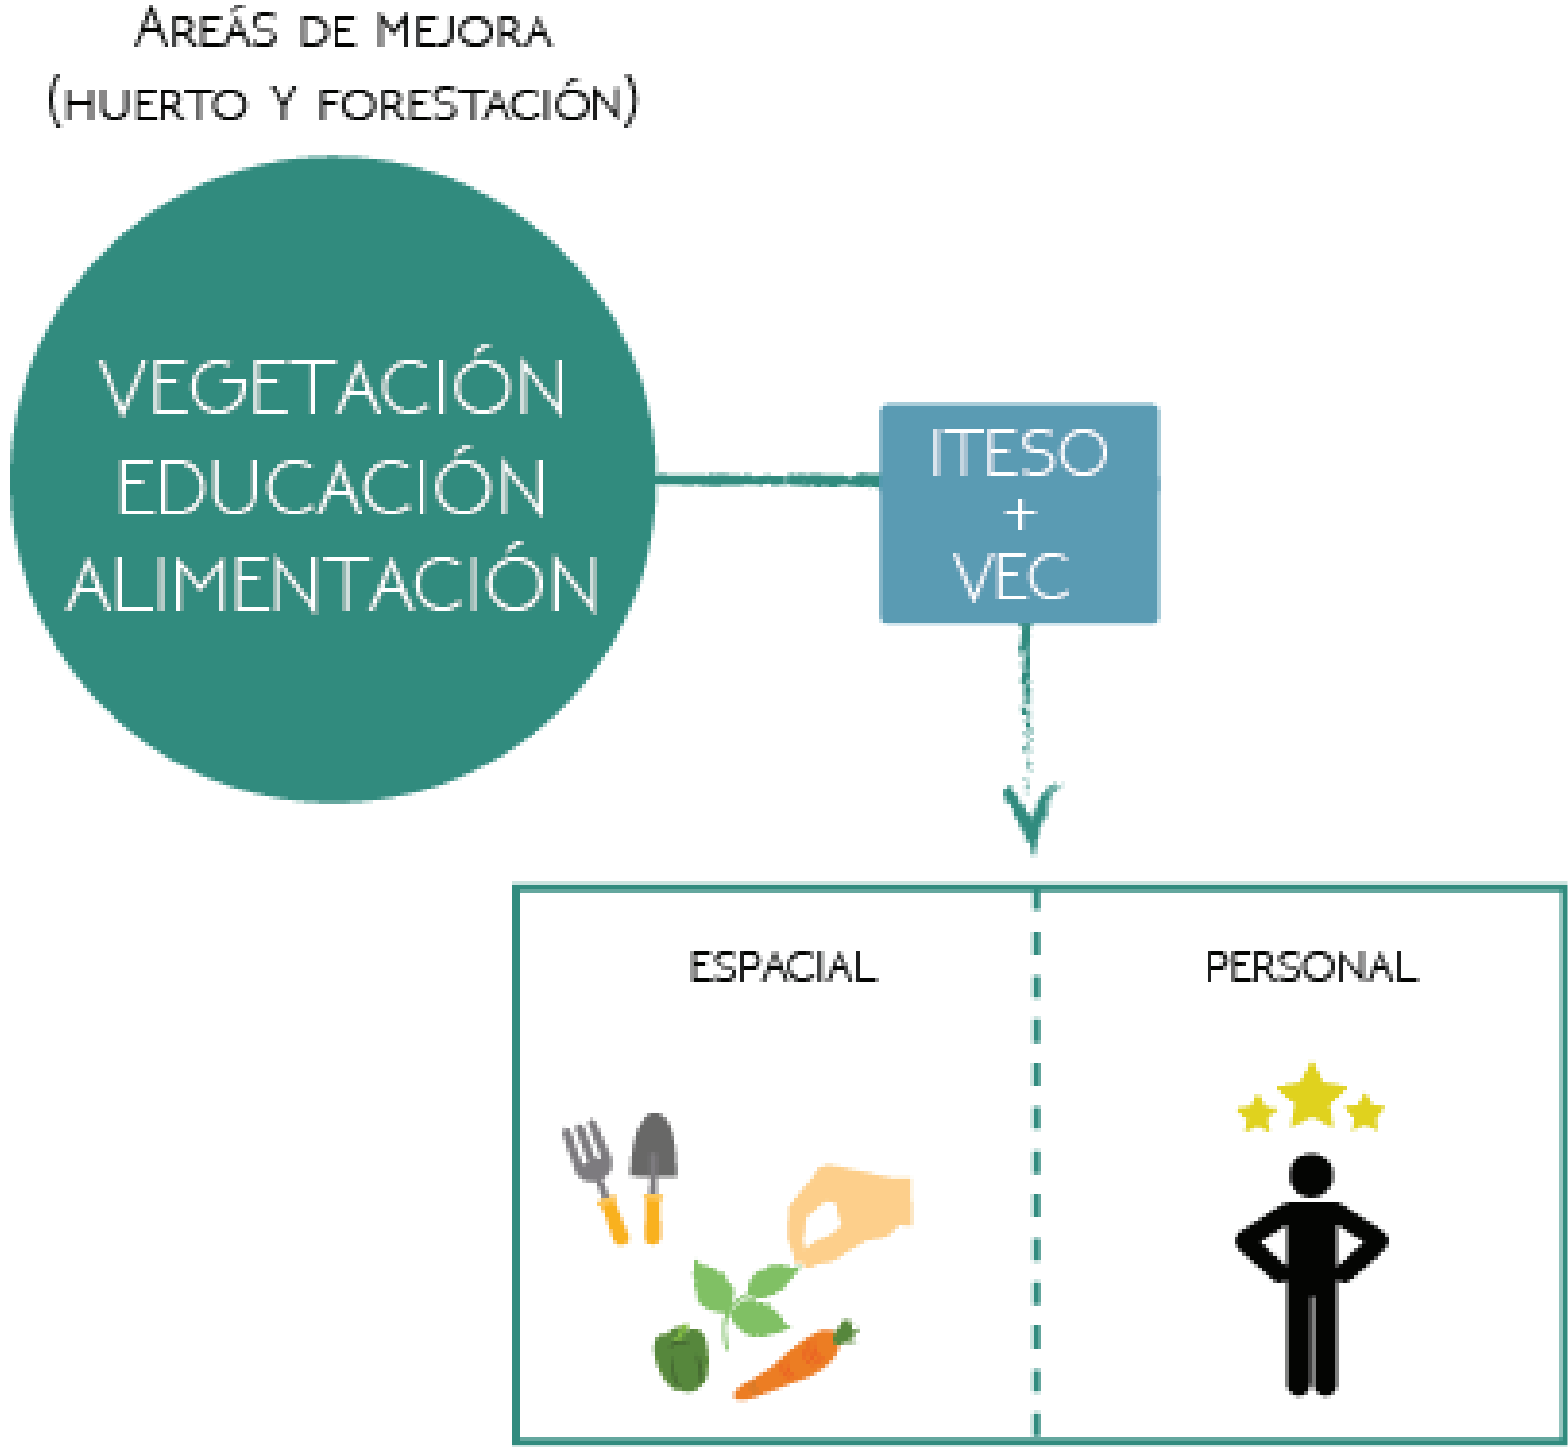 AREÁS DE MEJORA
(HUERTO Y FORESTACIÓN)
VEGETACIÓN
EDUCACIÓN
ALIMENTACIÓN
ITESO
+
VEC
ESPACIAL
PERSONAL